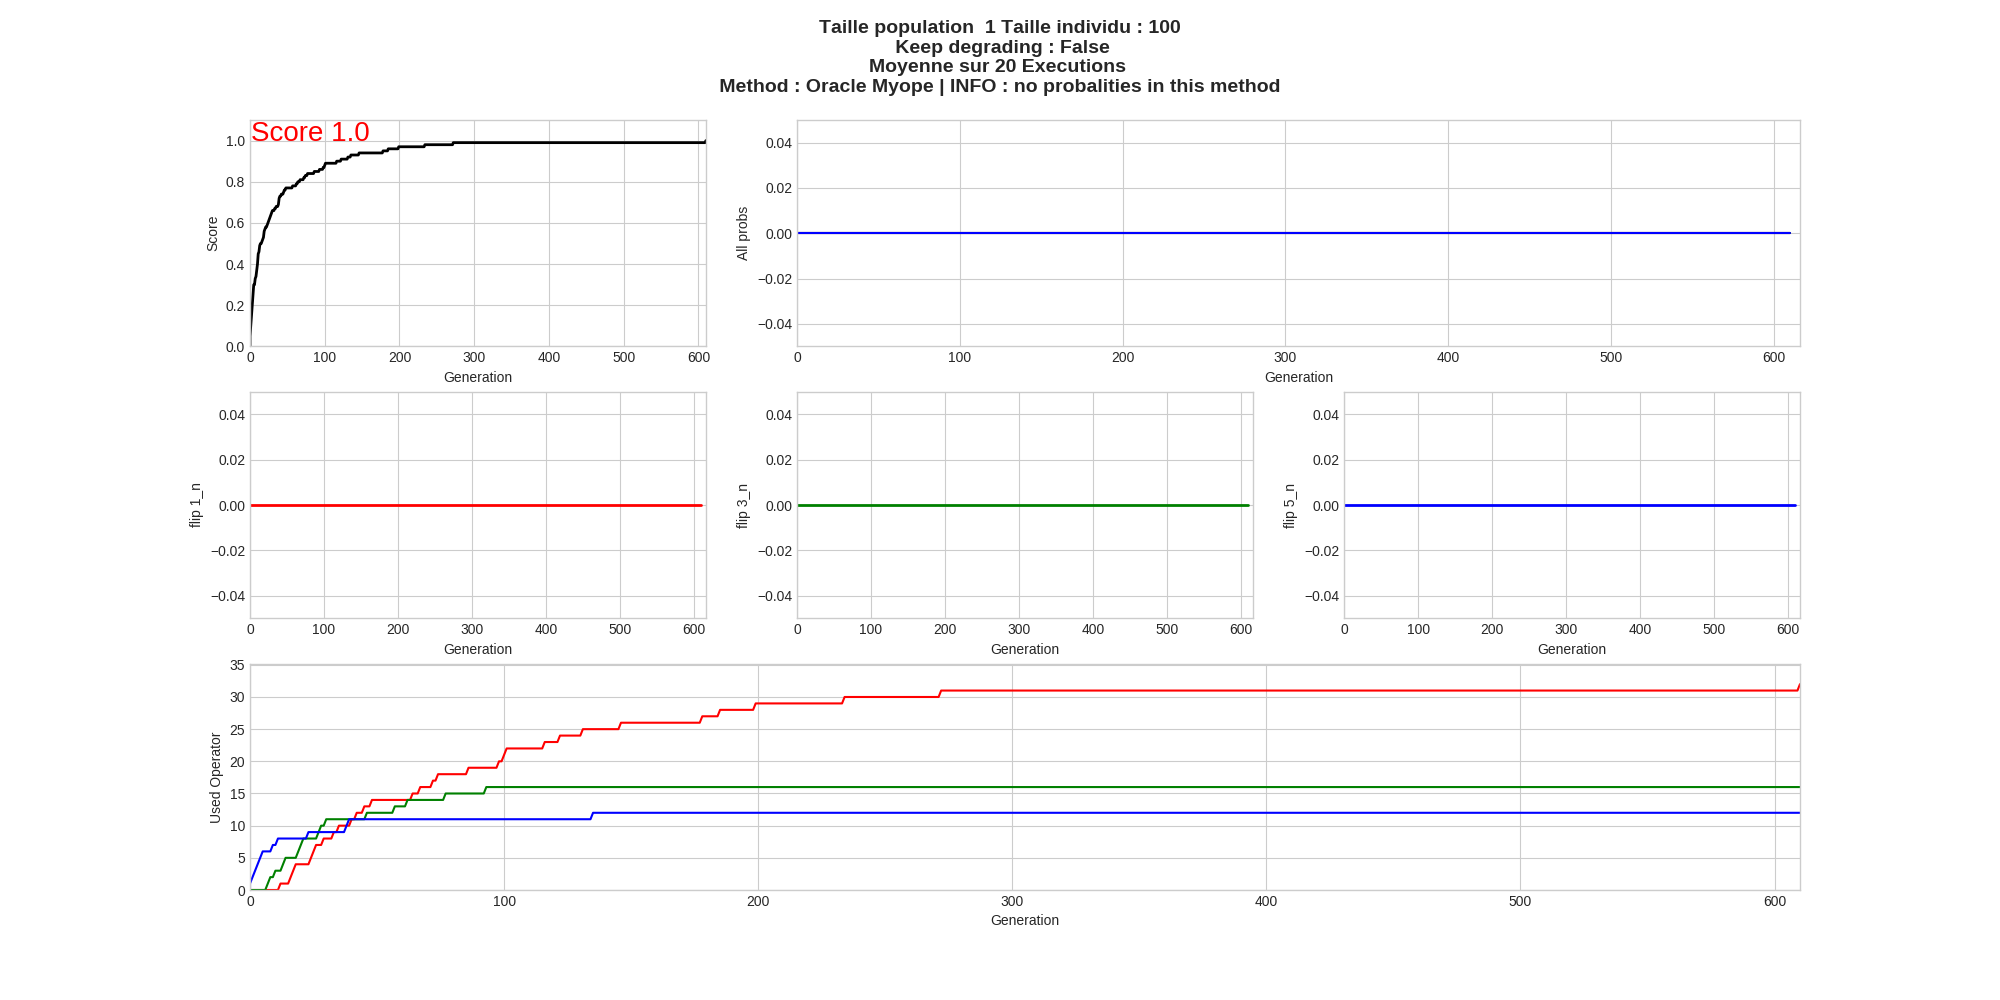 Taille population  1 Taille individu : 100
Keep degrading : False
Moyenne sur 20 Executions
Method : Oracle Myope | INFO : no probalities in this method
Score 1.0
Score
1.0
0.8
0.6
0.4
0.2
0.0
0 100 200 300 400 500 600
Generation
All probs
0.04
0.02
0.00
−0.02
−0.04
0 100 200 300 400 500 600
Generation
flip 1_n
0.04
0.02
0.00
−0.02
−0.04
0 100 200 300 400 500 600
Generation
flip 3_n
0.04
0.02
0.00
−0.02
−0.04
0 100 200 300 400 500 600
Generation
flip 5_n
0.04
0.02
0.00
−0.02
−0.04
0 100 200 300 400 500 600
Generation
Used Operator
35
30
25
20
15
10
5
0
0 100 200 300 400 500 600
Generation